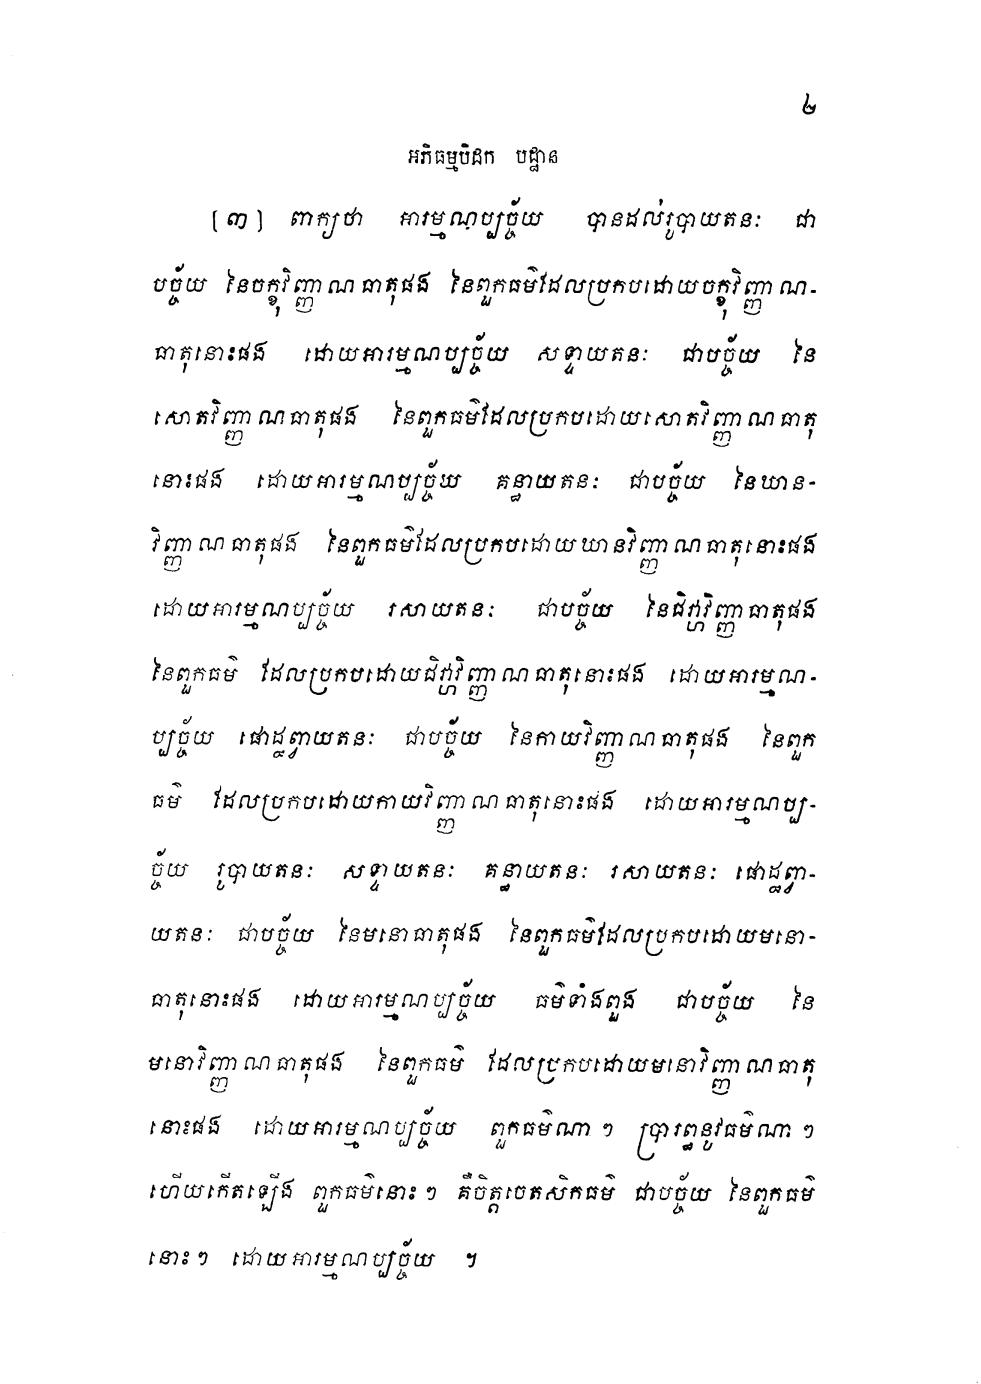 ៤
អភិធម្មបិដក បដ្ឋាន
[៣] ពាក្យថា អារម្មណប្បច្ច័យ បានដល់រូបាយតនៈ ជា
បច្ច័យ នៃចក្ខុវិញ្ញាណធាតុផង នៃពួកធម៌ដែលប្រកបដោយចក្ខុវិញ្ញាណ-
ធាតុនោះផង ដោយអារម្មណប្បច្ច័យ សទ្ទាយតនៈ ជាបច្ច័យ នៃ
សោតវិញ្ញាណធាតុផង នៃពួកធម៌ដែលប្រកបដោយសោតវិញ្ញាណធាតុ
នោះផង ដោយអារម្មណប្បច្ច័យ គន្ធាយតនៈ ជាបច្ច័យ នៃឃាន-
វិញ្ញាណធាតុផង នៃពួកធម៌ដែលប្រកបដោយឃានវិញ្ញាណធាតុនោះផង
ដោយអារម្មណប្បច្ច័យ រសាយតនៈ ជាបច្ច័យ នៃជិវ្ហាវិញ្ញាធាតុផង
នៃពួកធម៌ ដែលប្រកបដោយជិវ្ហាវិញ្ញាណធាតុនោះផង ដោយអារម្មណ-
ប្បច្ច័យ ផោដ្ឋព្វាយតនៈ ជាបច្ច័យ នៃកាយវិញ្ញាណធាតុផង នៃពួក
ធម៌ ដែលប្រកបដោយកាយវិញ្ញាណធាតុនោះផង ដោយអារម្មណប្ប-
ច្ច័យ រូបាយតនៈ សទ្ទាយតនៈ គន្ធាយតនៈ រសាយតនៈ ផោដ្ឋព្វា-
យតនៈ ជាបច្ច័យ នៃមនោធាតុផង នៃពួកធម៌ដែលប្រកបដោយមនោ-
ធាតុនោះផង ដោយអារម្មណប្បច្ច័យ ធម៌ទាំងពួង ជាបច្ច័យ នៃ
មនោវិញ្ញាណធាតុផង នៃពួកធម៌ ដែលប្រកបដោយមនោវិញ្ញាណធាតុ
នោះផង ដោយអារម្មណប្បច្ច័យ ពួកធម៌ណា ៗ ប្រារព្ធនូវធម៌ណា ៗ
ហើយកើតឡើង ពួកធម៌នោះ ៗ គឺចិត្តចេតសិកធម៌ ជាបច្ច័យ នៃពួកធម៌
នោះ ៗ ដោយអារម្មណប្បច្ច័យ ។